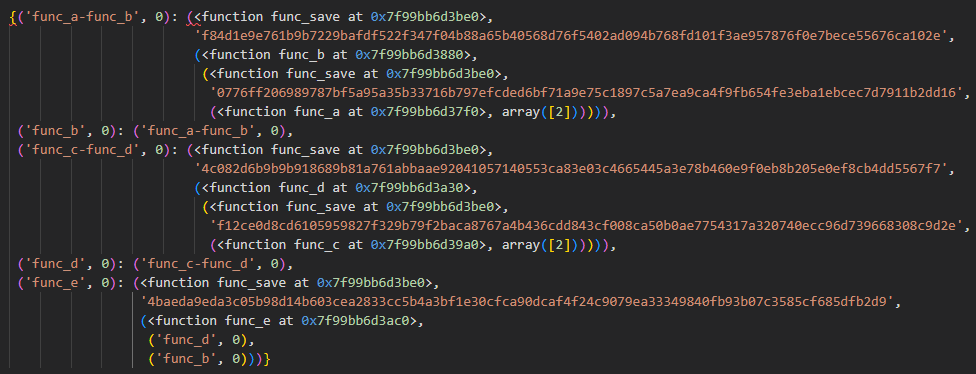 {('func_a-func_b', 0): (<function func_save at 0x7f99bb6d3be0>,
'f84d1e9e761b9b7229bafdf522f347f04b88a65b40568d76f5402ad094b768fd101f3ae957876f0e7bece55676ca102e',
(<function func_b at 0x7f99bb6d3880>,
(<function func_save at 0x7f99bb6d3be0>,
'0776ff206989787bf5a95a35b33716b797efcded6bf71a9e75c1897c5a7ea9ca4f9fb654fe3eba1ebcec7d7911b2dd16',
(<function func_a at 0x7f99bb6d37f0>, array([2]))))),
('func_b', 0): ('func_a-func_b', 0),
('func_c-func_d', 0): (<function func_save at 0x7f99bb6d3be0>,
'4c082d6b9b9b918689b81a761abbaae92041057140553ca83e03c4665445a3e78b460e9f0eb8b205e0ef8cb4dd5567f7',
(<function func_d at 0x7f99bb6d3a30>,
(<function func_save at 0x7f99bb6d3be0>,
'f12ce0d8cd6105959827f329b79f2baca8767a4b436cdd843cf008ca50b0ae7754317a320740ecc96d739668308c9d2e',
(<function func_c at 0x7f99bb6d39a0>, array([2]))))),
('func_d', 0): ('func_c-func_d', 0),
('func_e', 0): (<function func_save at 0x7f99bb6d3be0>,
'4baeda9eda3c05b98d14b603cea2833cc5b4a3bf1e30cfca90dcaf4f24c9079ea33349840fb93b07c3585cf685dfb2d9',
(<function func_e at 0x7f99bb6d3ac0>,
('func_d', 0),
('func_b', 0)))}